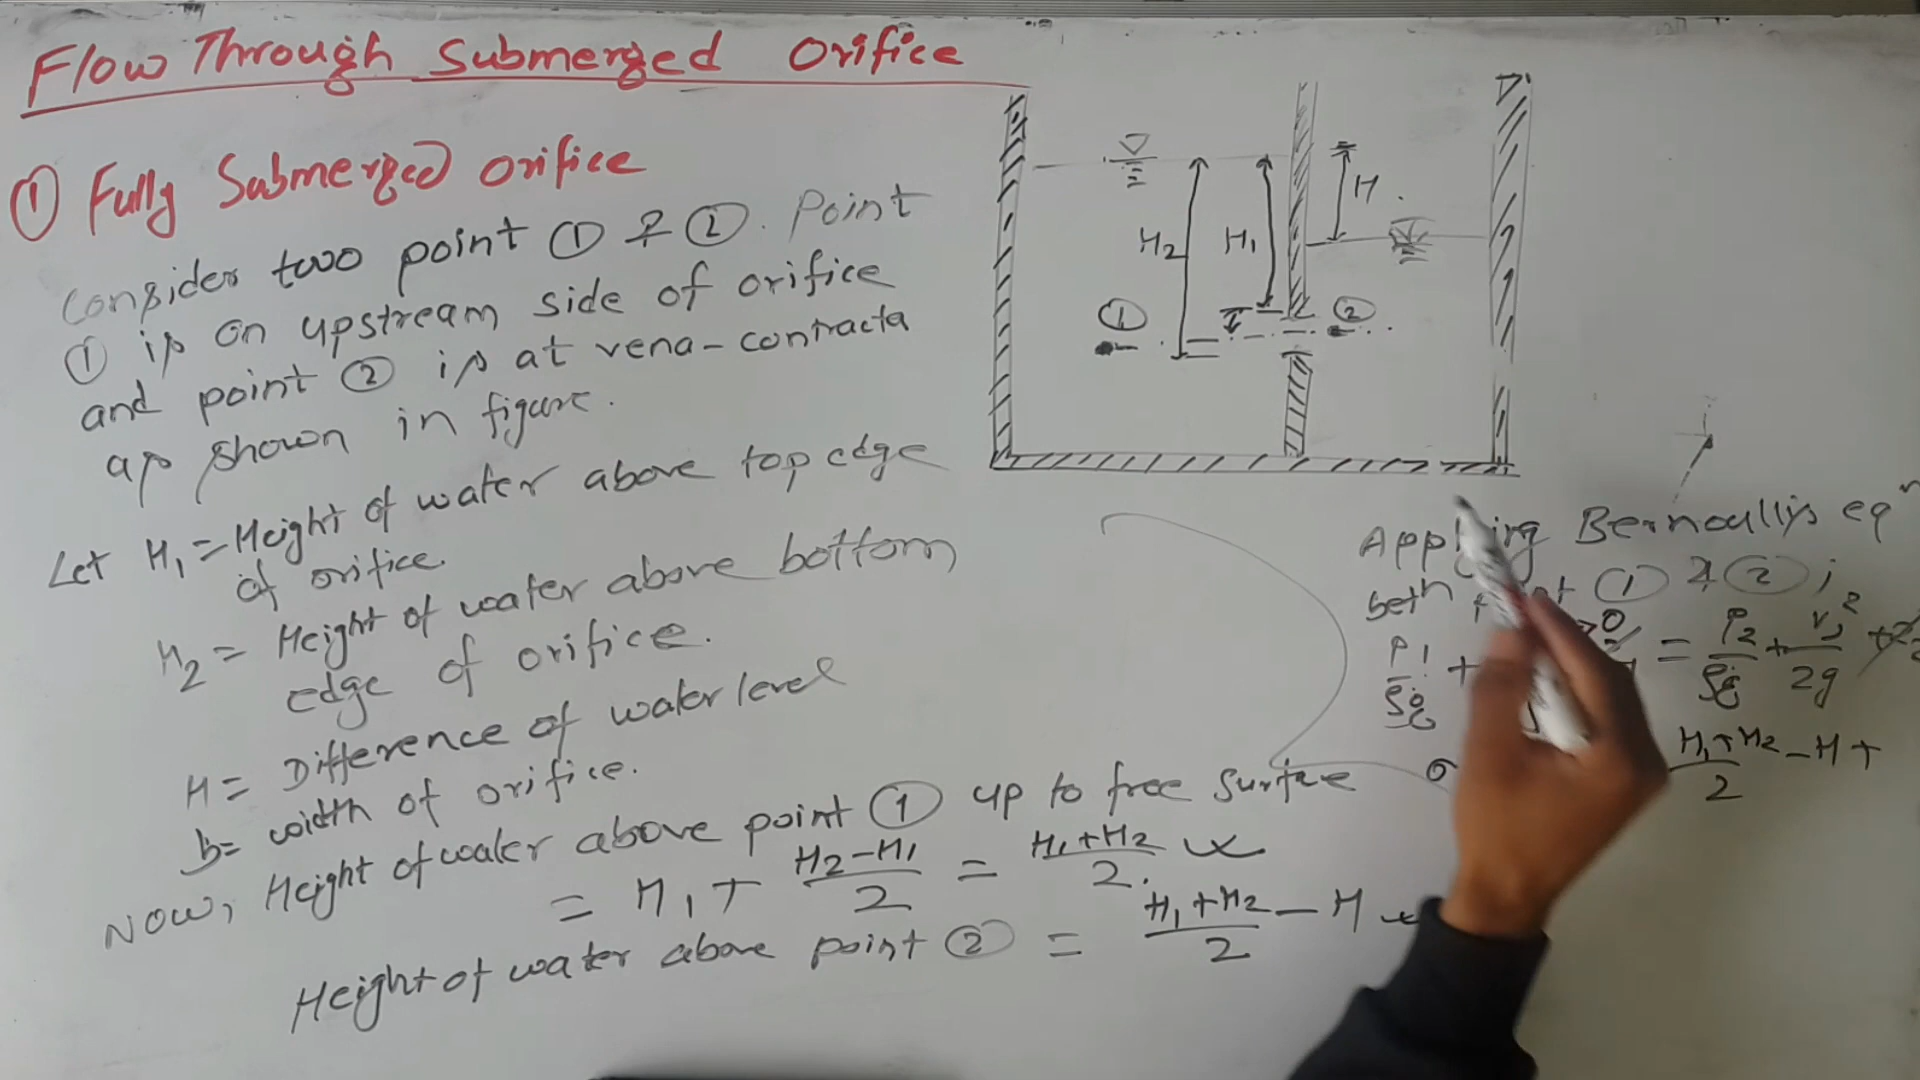 Flow Through Submerged Orifice
① Fully Submerged orifice
Consider two point ① & ②. Point
① is on upstream side of orifice
and point ② is at vena-contracta
as shown in figure.
Let H₁ = Height of water above top edge
of orifice.
H₂ = Height of water above bottom
edge of orifice.
H = Difference of water level
b = width of orifice.
Now, Height of water above point ① up to free surface
= H₁ + (H₂-H₁)/2 = (H₁+H₂)/2.
Height of water above point ② = (H₁+H₂)/2 - H
H₂ H₁ H
① ②
Applying Bernoulli's eqⁿ
betⁿ ① & ② ;
P₁/ρg + 0 = P₂/ρg + V₂²/2g
(H₁+H₂)/2 - H +